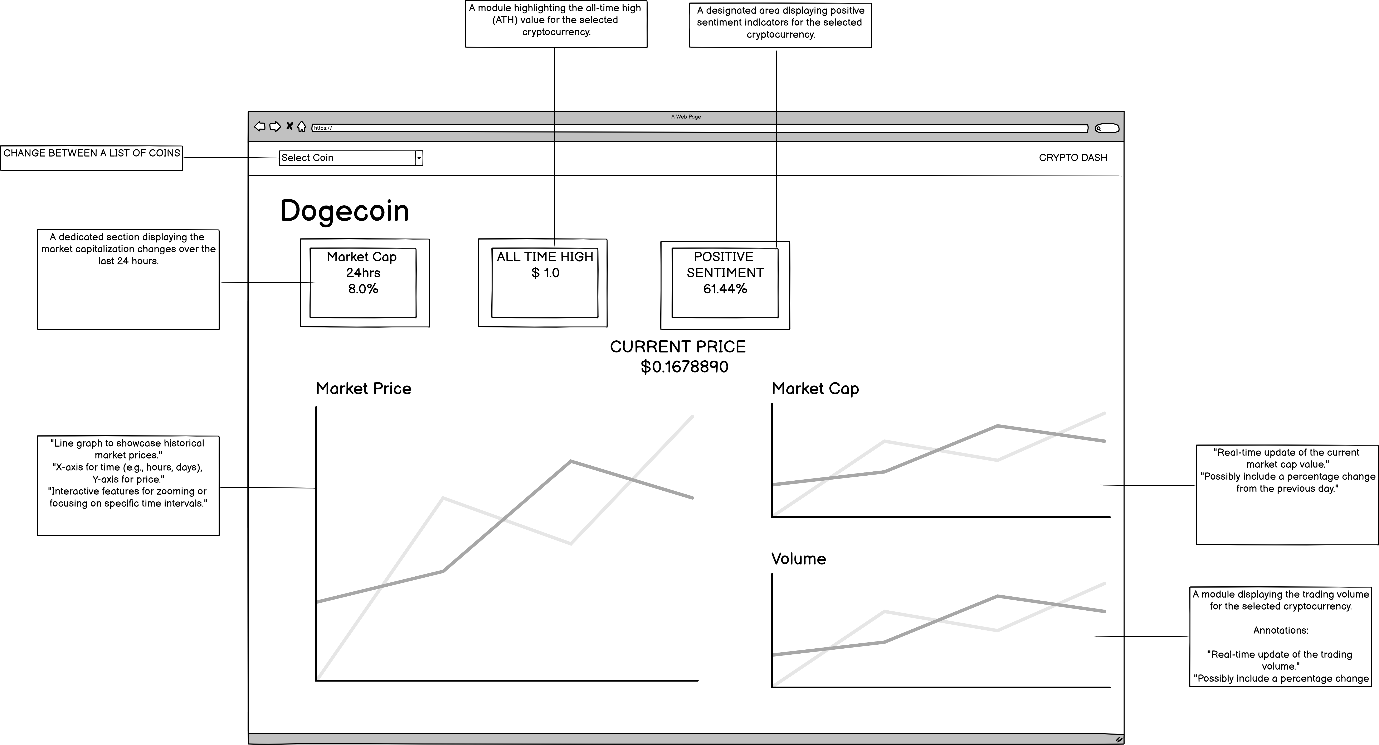 A module highlighting the all-time high
(ATH) value for the selected
cryptocurrency.
A designated area displaying positive
sentiment indicators for the selected
cryptocurrency.
A Web Page
https://
CHANGE BETWEEN A LIST OF COINS
Select Coin
CRYPTO DASH
Dogecoin
A dedicated section displaying the
market capitalization changes over the
last 24 hours.
Market Cap
24hrs
8.0%
ALL TIME HIGH
$ 1.0
POSITIVE
SENTIMENT
61.44%
CURRENT PRICE
$0.1678890
Market Price
Market Cap
"Line graph to showcase historical
market prices."
"X-axis for time (e.g., hours, days),
Y-axis for price."
"Interactive features for zooming or
focusing on specific time intervals."
"Real-time update of the current
market cap value."
"Possibly include a percentage change
from the previous day."
Volume
A module displaying the trading volume
for the selected cryptocurrency.
Annotations:
"Real-time update of the trading
volume."
"Possibly include a percentage change